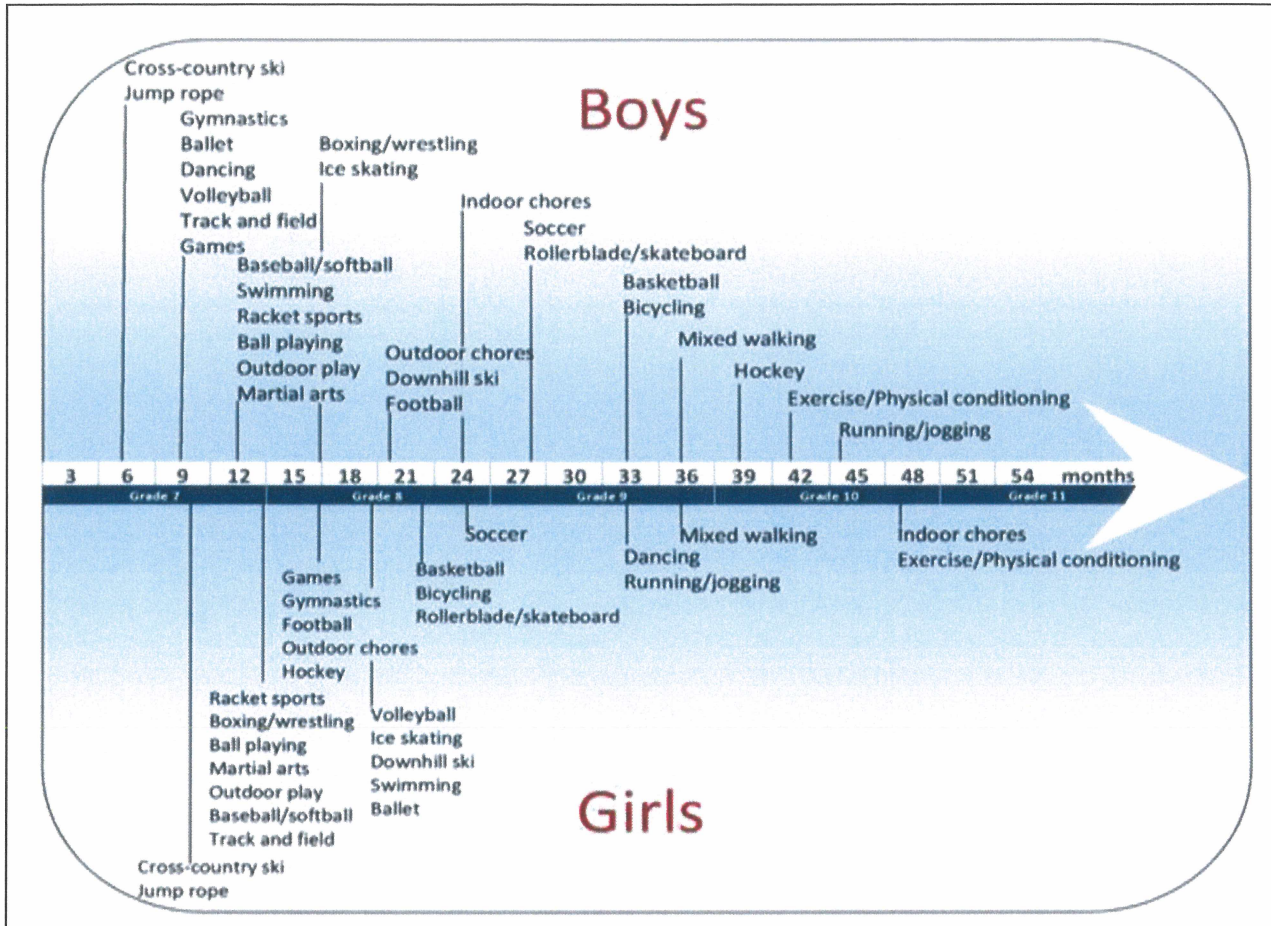 Boys
Cross-country ski
Jump rope
Gymnastics
Ballet
Dancing
Volleyball
Track and field
Games
Boxing/wrestling
Ice skating
Baseball/softball
Swimming
Racket sports
Ball playing
Outdoor play
Martial arts
Indoor chores
Outdoor chores
Downhill ski
Football
Soccer
Rollerblade/skateboard
Basketball
Bicycling
Mixed walking
Hockey
Exercise/Physical conditioning
Running/jogging
3 6 9 12 15 18 21 24 27 30 33 36 39 42 45 48 51 54 months
Grade 7 Grade 8 Grade 9 Grade 10 Grade 11
Soccer
Mixed walking
Indoor chores
Exercise/Physical conditioning
Dancing
Running/jogging
Basketball
Bicycling
Rollerblade/skateboard
Games
Gymnastics
Football
Outdoor chores
Hockey
Racket sports
Boxing/wrestling
Ball playing
Martial arts
Outdoor play
Baseball/softball
Track and field
Volleyball
Ice skating
Downhill ski
Swimming
Ballet
Cross-country ski
Jump rope
Girls